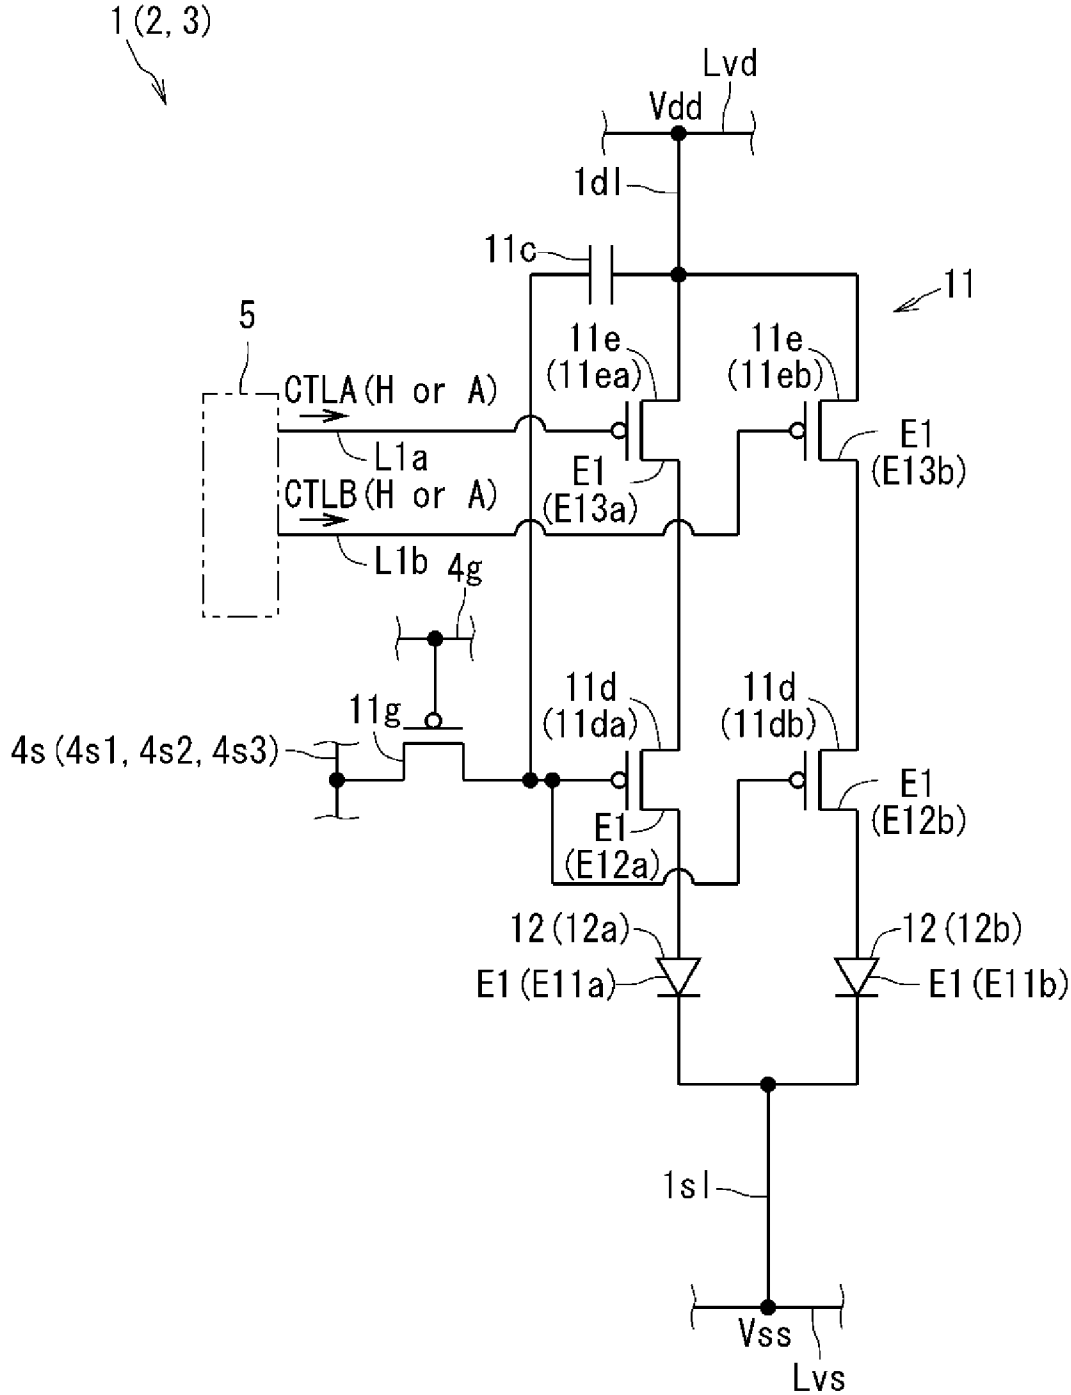 1(2, 3)
Lvd
Vdd
1dl
11c
11
5
11e
(11ea)
11e
(11eb)
CTLA(H or A)
L1a
E1
(E13a)
E1
(E13b)
CTLB(H or A)
L1b
4g
11g
11d
(11da)
11d
(11db)
4s(4s1, 4s2, 4s3)
E1
(E12a)
E1
(E12b)
12(12a)
12(12b)
E1(E11a)
E1(E11b)
1sl
Vss
Lvs